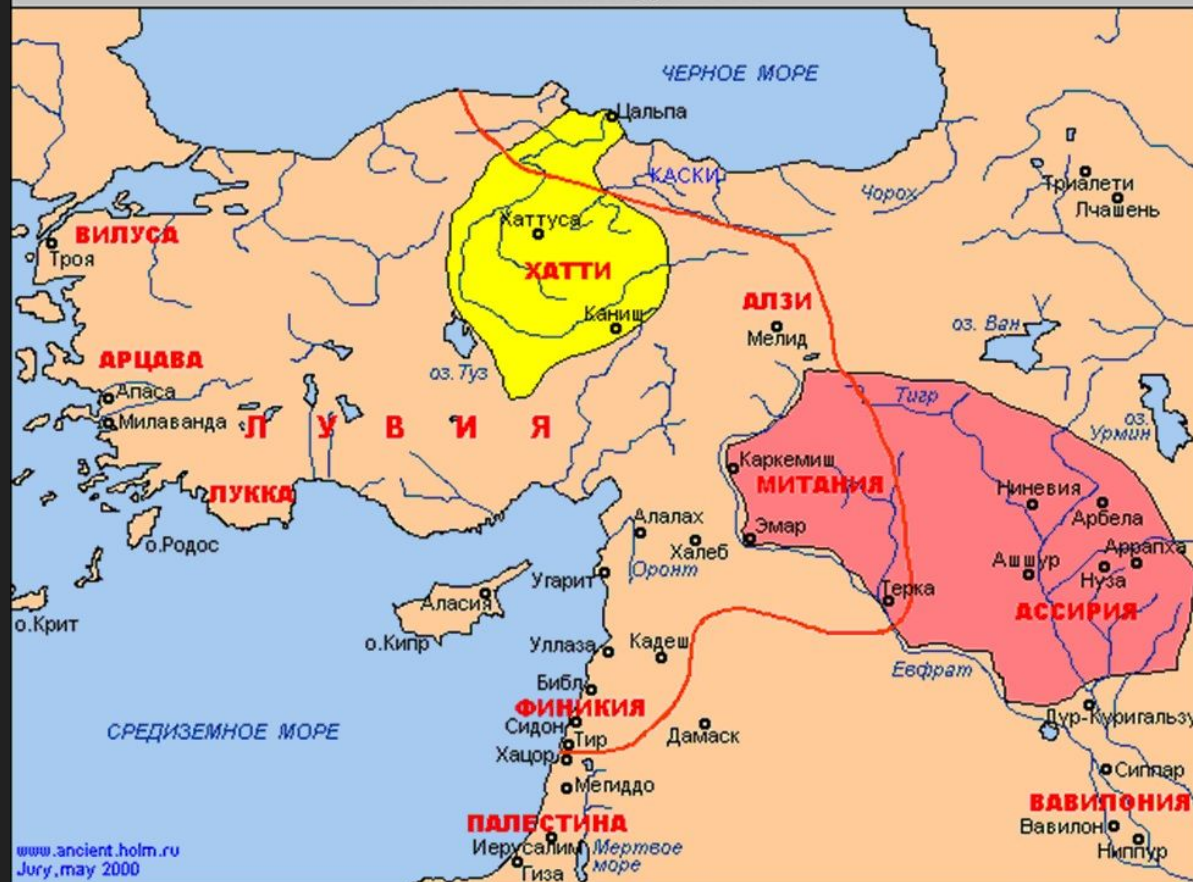 ЧЕРНОЕ МОРЕ
Цальпа
КАСКИ
Чорох
Триалети
Лчашень
Хаттуса
ВИЛУСА
Троя
ХАТТИ
АЛЗИ
Каниш
Мелид
оз. Ван
АРЦАВА
оз. Туз
Апаса
Тигр
оз.
Урмин
Милаванда
ЛУВИЯ
Каркемиш
МИТАНИЯ
Ниневия
ЛУККА
Арбела
Алалах
Эмар
о.Родос
Халеб
Аррапха
Ашшур
Оронт
Нуза
Угарит
Терка
Аласия
АССИРИЯ
о.Крит
о.Кипр
Уллаза
Кадеш
Евфрат
Библ
ФИНИКИЯ
Дур-Куригальзу
СРЕДИЗЕМНОЕ МОРЕ
Сидон
Тир
Дамаск
Хацор
Сиппар
Мегиддо
ВАВИЛОНИЯ
ПАЛЕСТИНА
Вавилон
Иерусалим
Мертвое
море
Ниппур
Гиза
www.ancient.holm.ru
Jury,may 2000